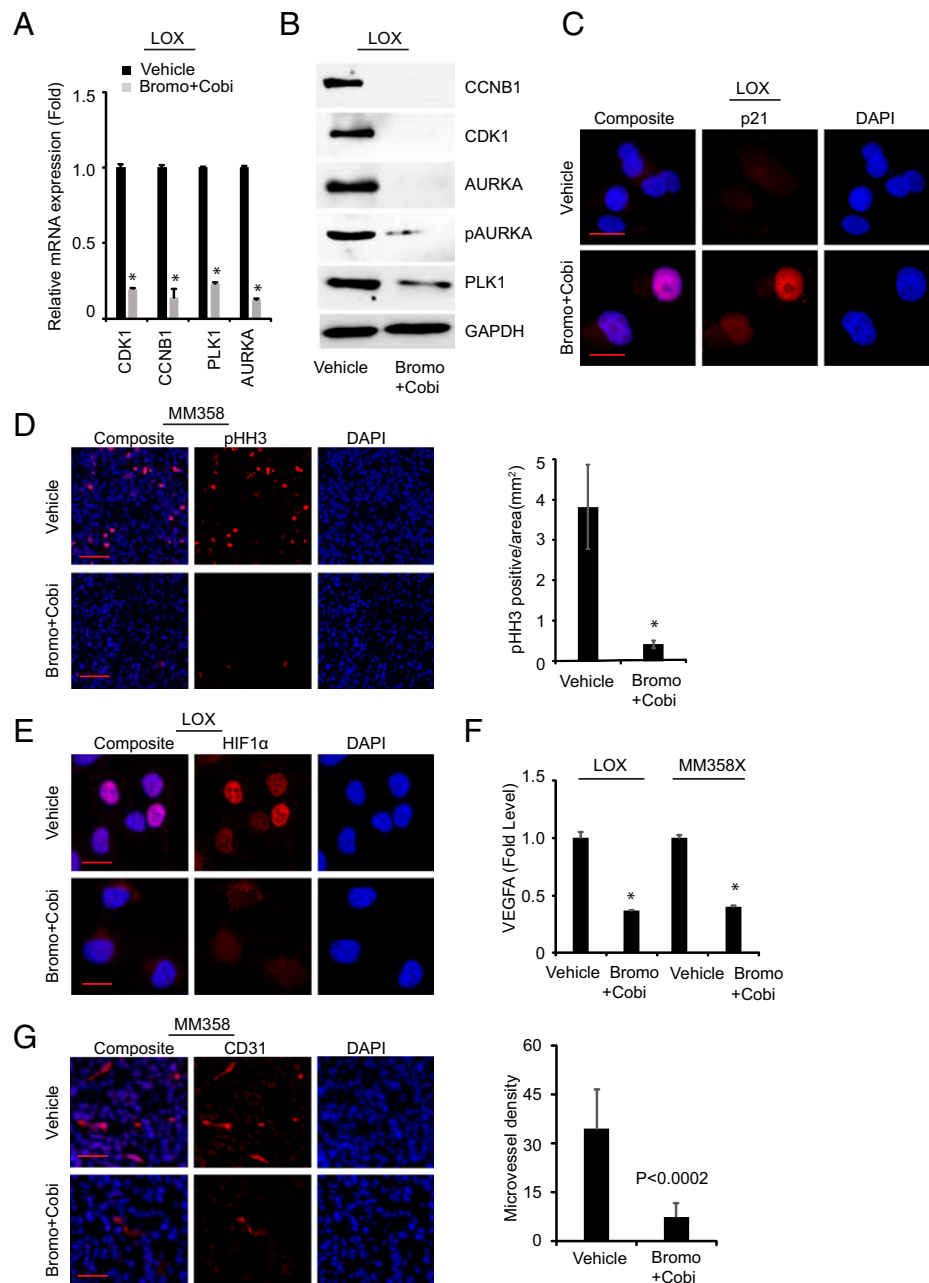 A
LOX
Vehicle
Bromo+Cobi
Relative mRNA expression (Fold)
1.5
1.0
0.5
0
* * * *
CDK1 CCNB1 PLK1 AURKA
B
LOX
CCNB1
CDK1
AURKA
pAURKA
PLK1
GAPDH
Vehicle Bromo
+Cobi
C
LOX
Composite p21 DAPI
Vehicle
Bromo+Cobi
D
MM358
Composite pHH3 DAPI
Vehicle
Bromo+Cobi
pHH3 positive/area(mm²)
5
4
3
2
1
0
*
Vehicle Bromo
+Cobi
E
LOX
Composite HIF1α DAPI
Vehicle
Bromo+Cobi
F
VEGFA (Fold Level)
1.5
1.0
0.5
0
LOX MM358X
* *
Vehicle Bromo Vehicle Bromo
+Cobi +Cobi
G
MM358
Composite CD31 DAPI
Vehicle
Bromo+Cobi
Microvessel density
60
45
30
15
0
P<0.0002
Vehicle Bromo
+Cobi